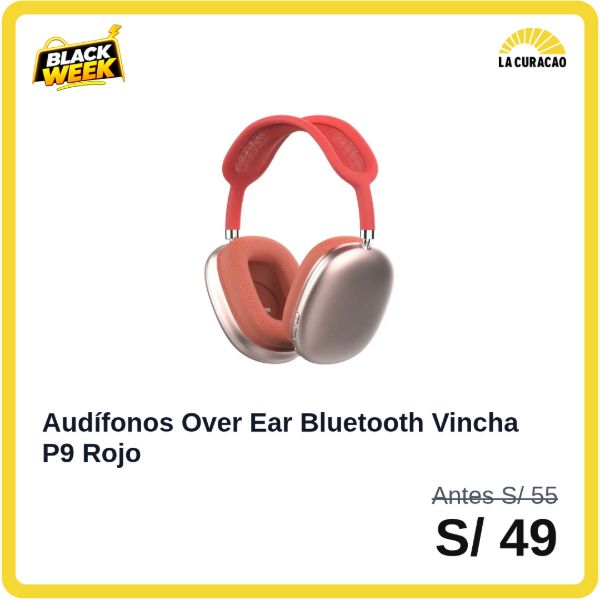 BLACK
WEEK
LA CURACAO
Audífonos Over Ear Bluetooth Vincha
P9 Rojo
Antes S/ 55
S/ 49